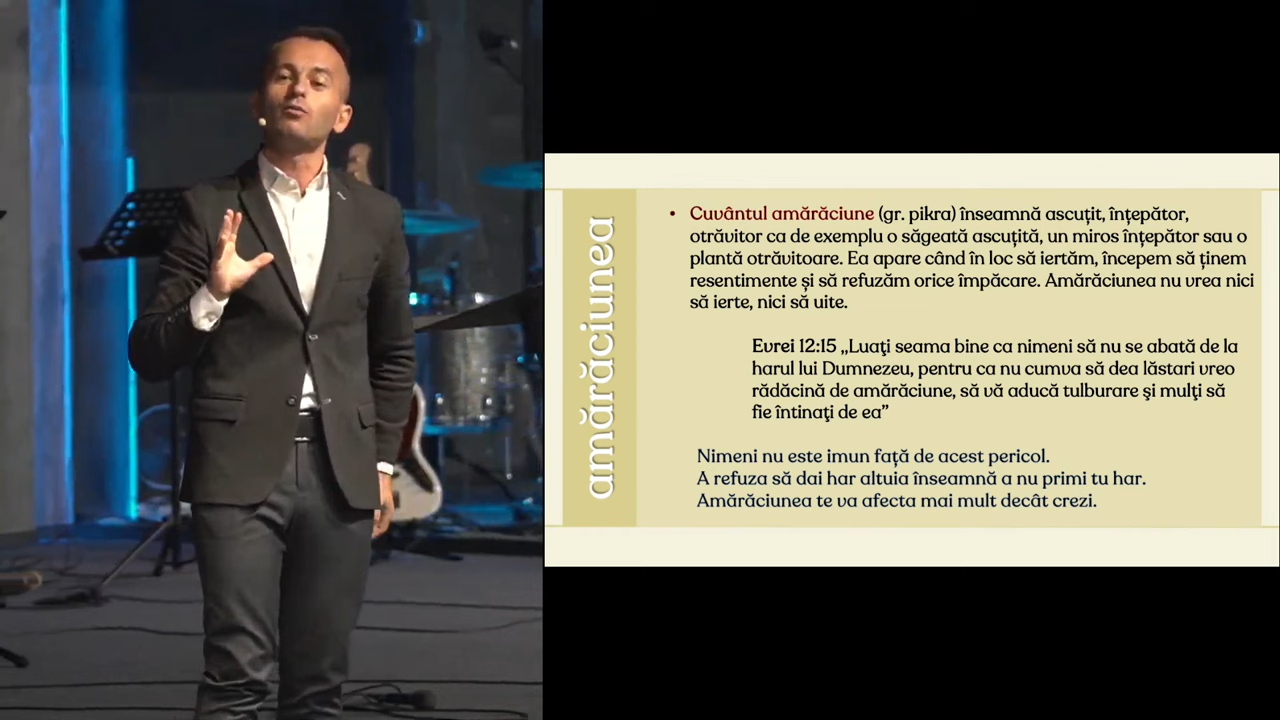 amărăciunea
• Cuvântul amărăciune (gr. pikra) înseamnă ascuțit, înțepător,
otrăvitor ca de exemplu o săgeată ascuțită, un miros înțepător sau o
plantă otrăvitoare. Ea apare când în loc să iertăm, începem să ținem
resentimente și să refuzăm orice împăcare. Amărăciunea nu vrea nici
să ierte, nici să uite.
Evrei 12:15 „Luaţi seama bine ca nimeni să nu se abată de la
harul lui Dumnezeu, pentru ca nu cumva să dea lăstari vreo
rădăcină de amărăciune, să vă aducă tulburare şi mulţi să
fie întinaţi de ea”
Nimeni nu este imun față de acest pericol.
A refuza să dai har altuia înseamnă a nu primi tu har.
Amărăciunea te va afecta mai mult decât crezi.